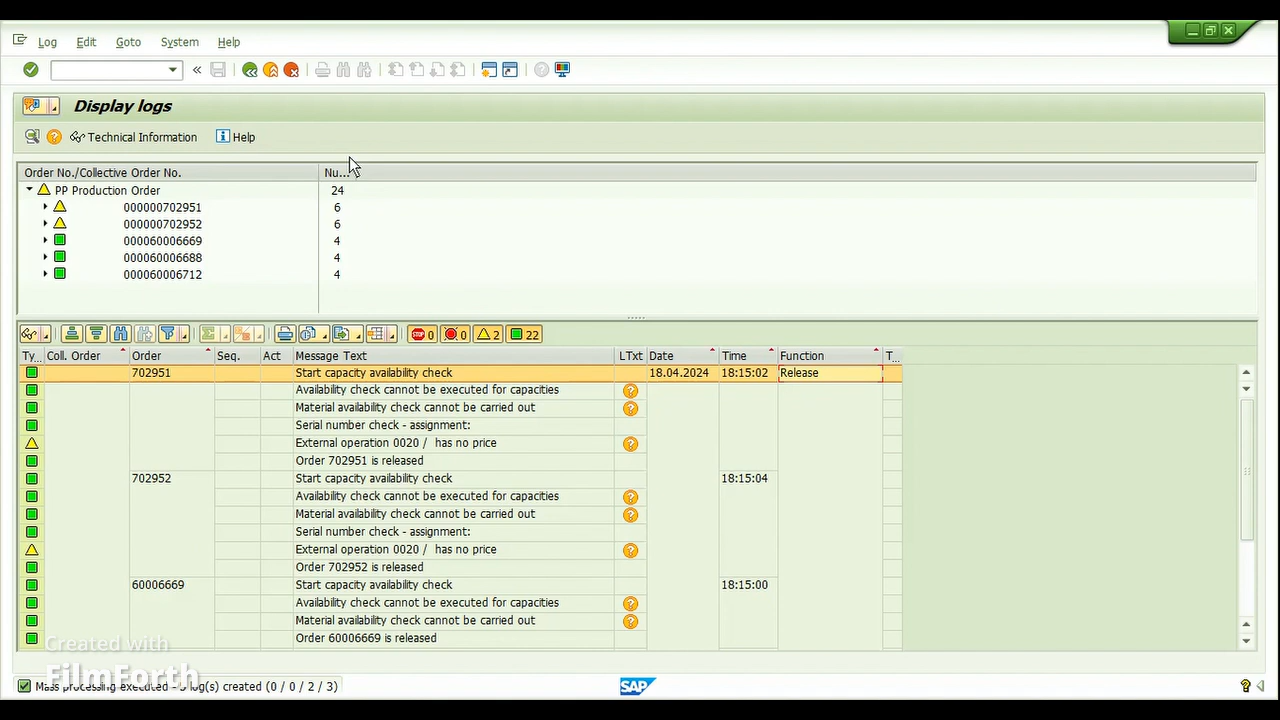 Log Edit Goto System Help
Display logs
Technical Information Help
Order No./Collective Order No. Nu...
PP Production Order 24
000000702951 6
000000702952 6
000060006669 4
000060006688 4
000060006712 4
STOP 0 0 2 22
Ty... Coll. Order Order Seq. Act Message Text LTxt Date Time Function T...
702951 Start capacity availability check 18.04.2024 18:15:02 Release
Availability check cannot be executed for capacities
Material availability check cannot be carried out
Serial number check - assignment:
External operation 0020 / has no price
Order 702951 is released
702952 Start capacity availability check 18:15:04
Availability check cannot be executed for capacities
Material availability check cannot be carried out
Serial number check - assignment:
External operation 0020 / has no price
Order 702952 is released
60006669 Start capacity availability check 18:15:00
Availability check cannot be executed for capacities
Material availability check cannot be carried out
Order 60006669 is released
Created with
FilmForth
Mass processing executed - log(s) created (0 / 0 / 2 / 3) SAP